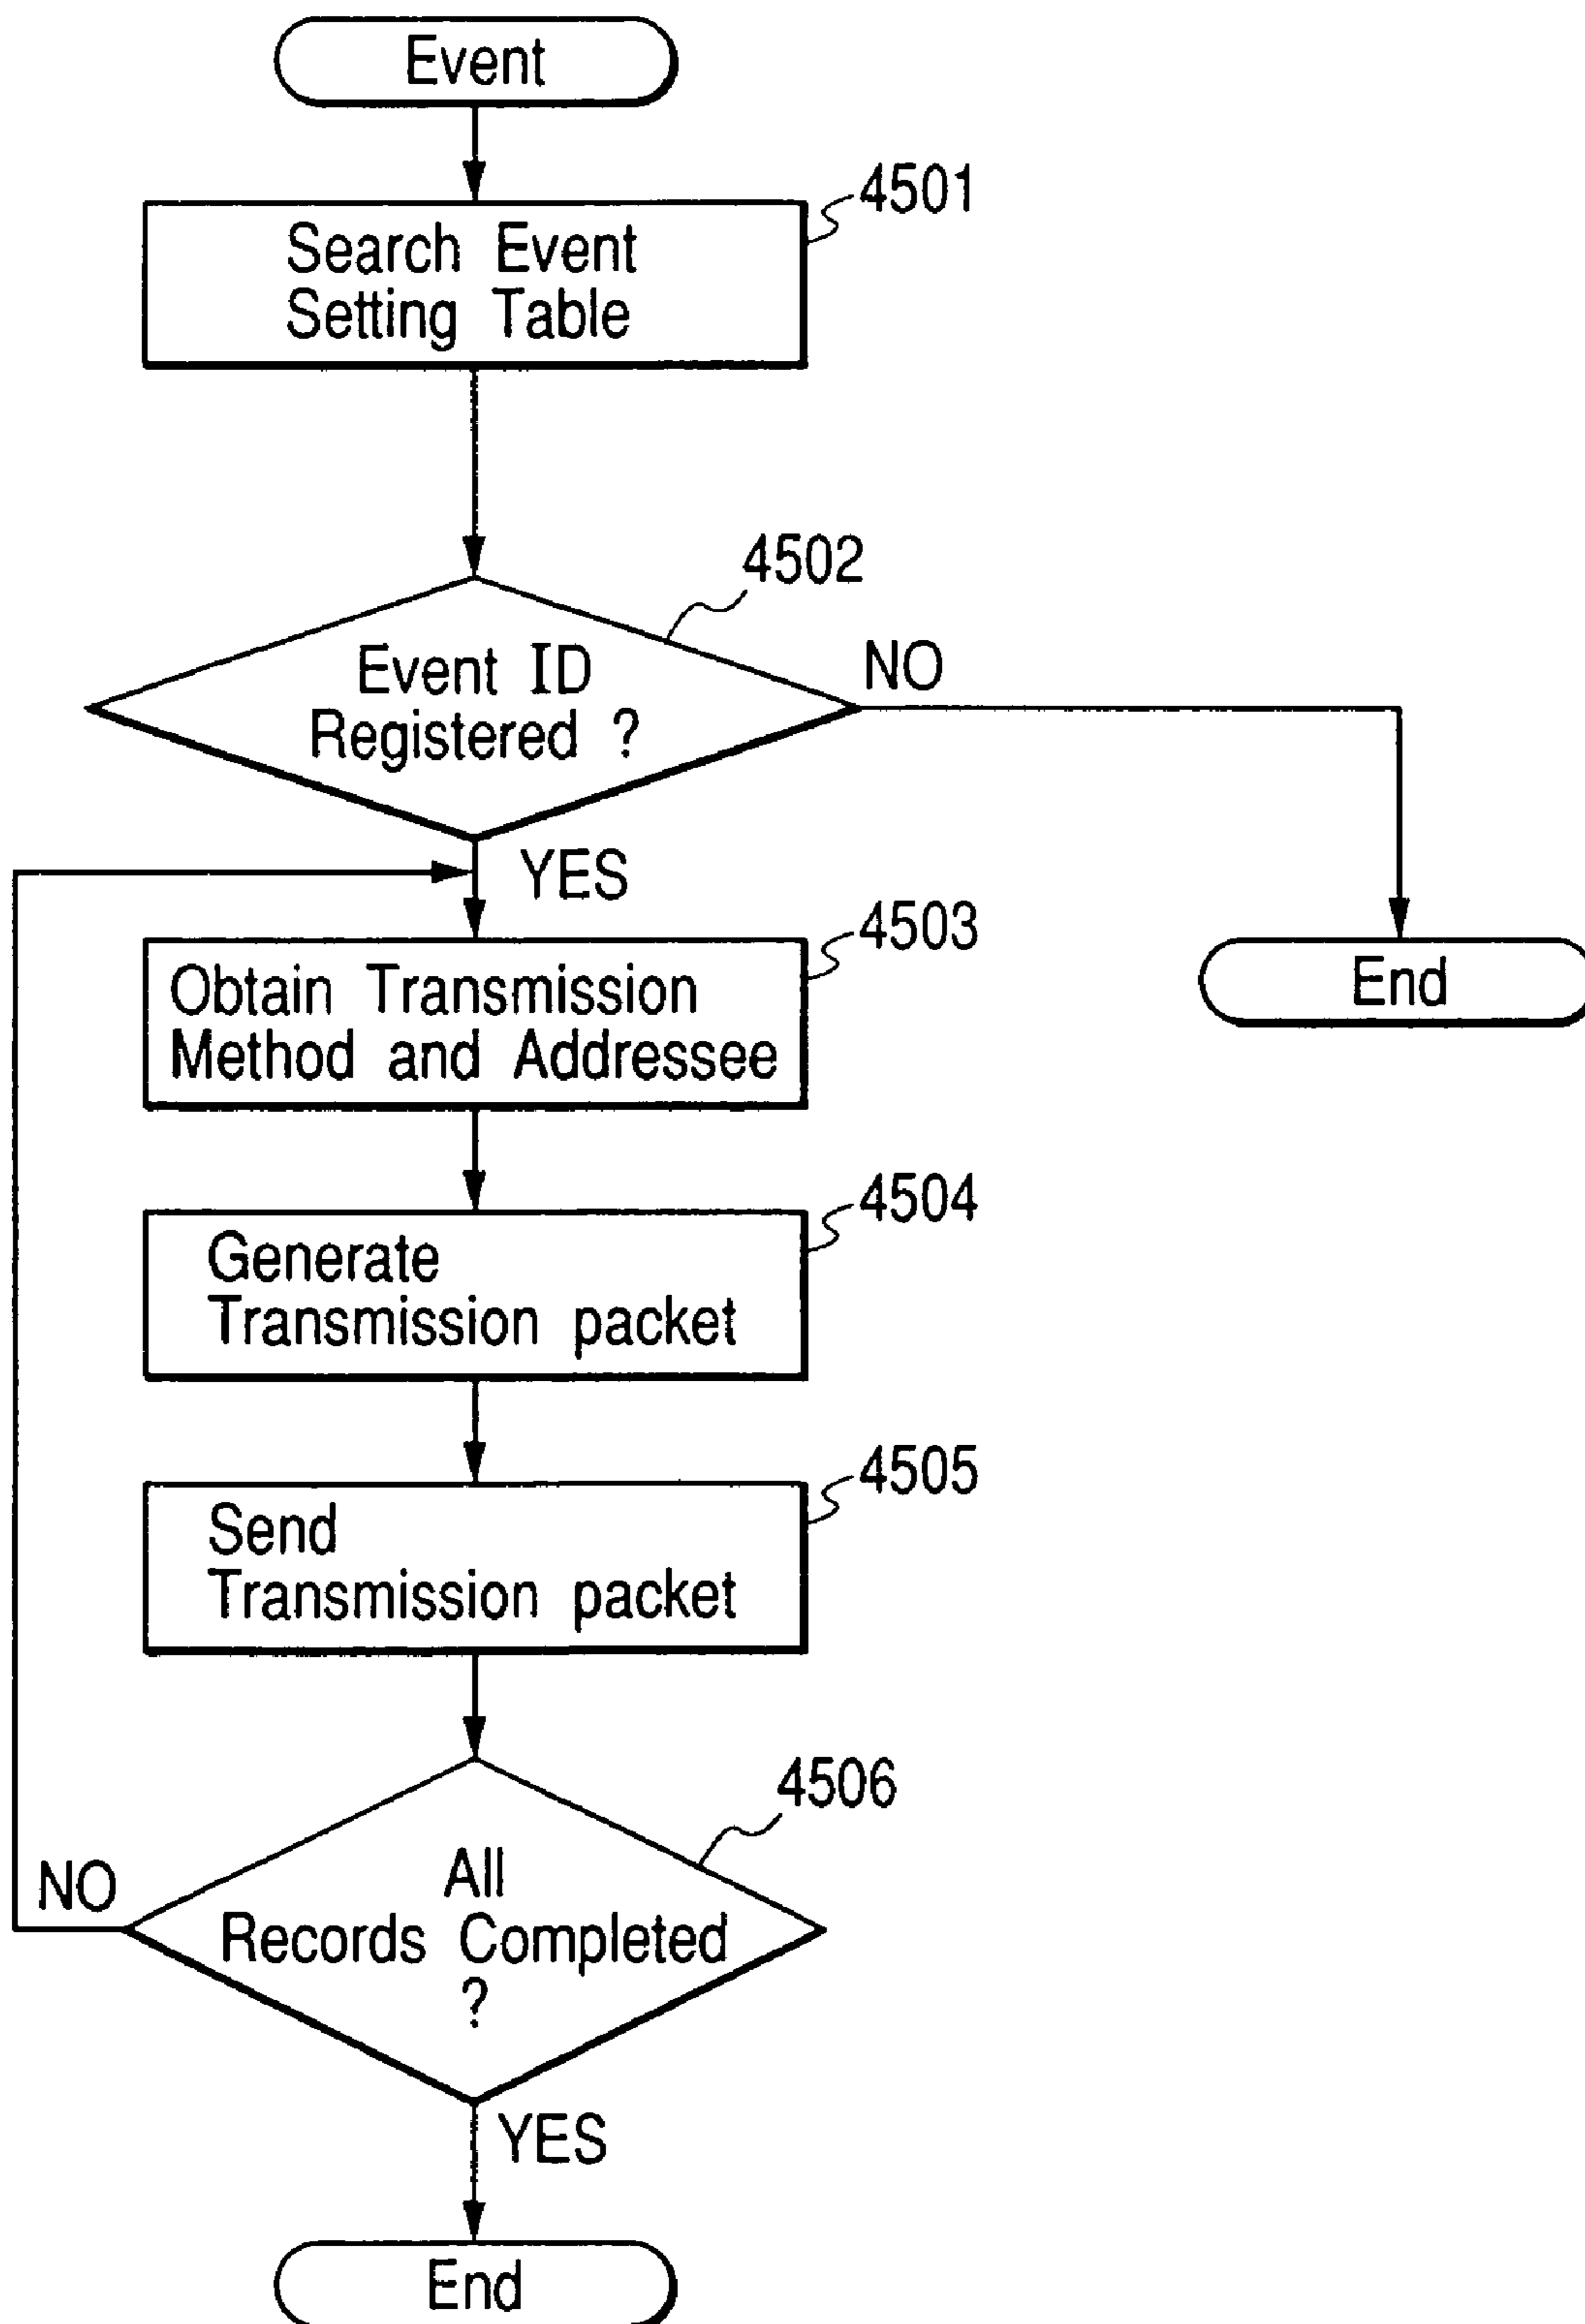 Event
4501
Search Event
Setting Table
4502
Event ID
Registered ?
NO
YES
4503
Obtain Transmission
Method and Addressee
End
4504
Generate
Transmission packet
4505
Send
Transmission packet
4506
All
Records Completed
?
NO
YES
End